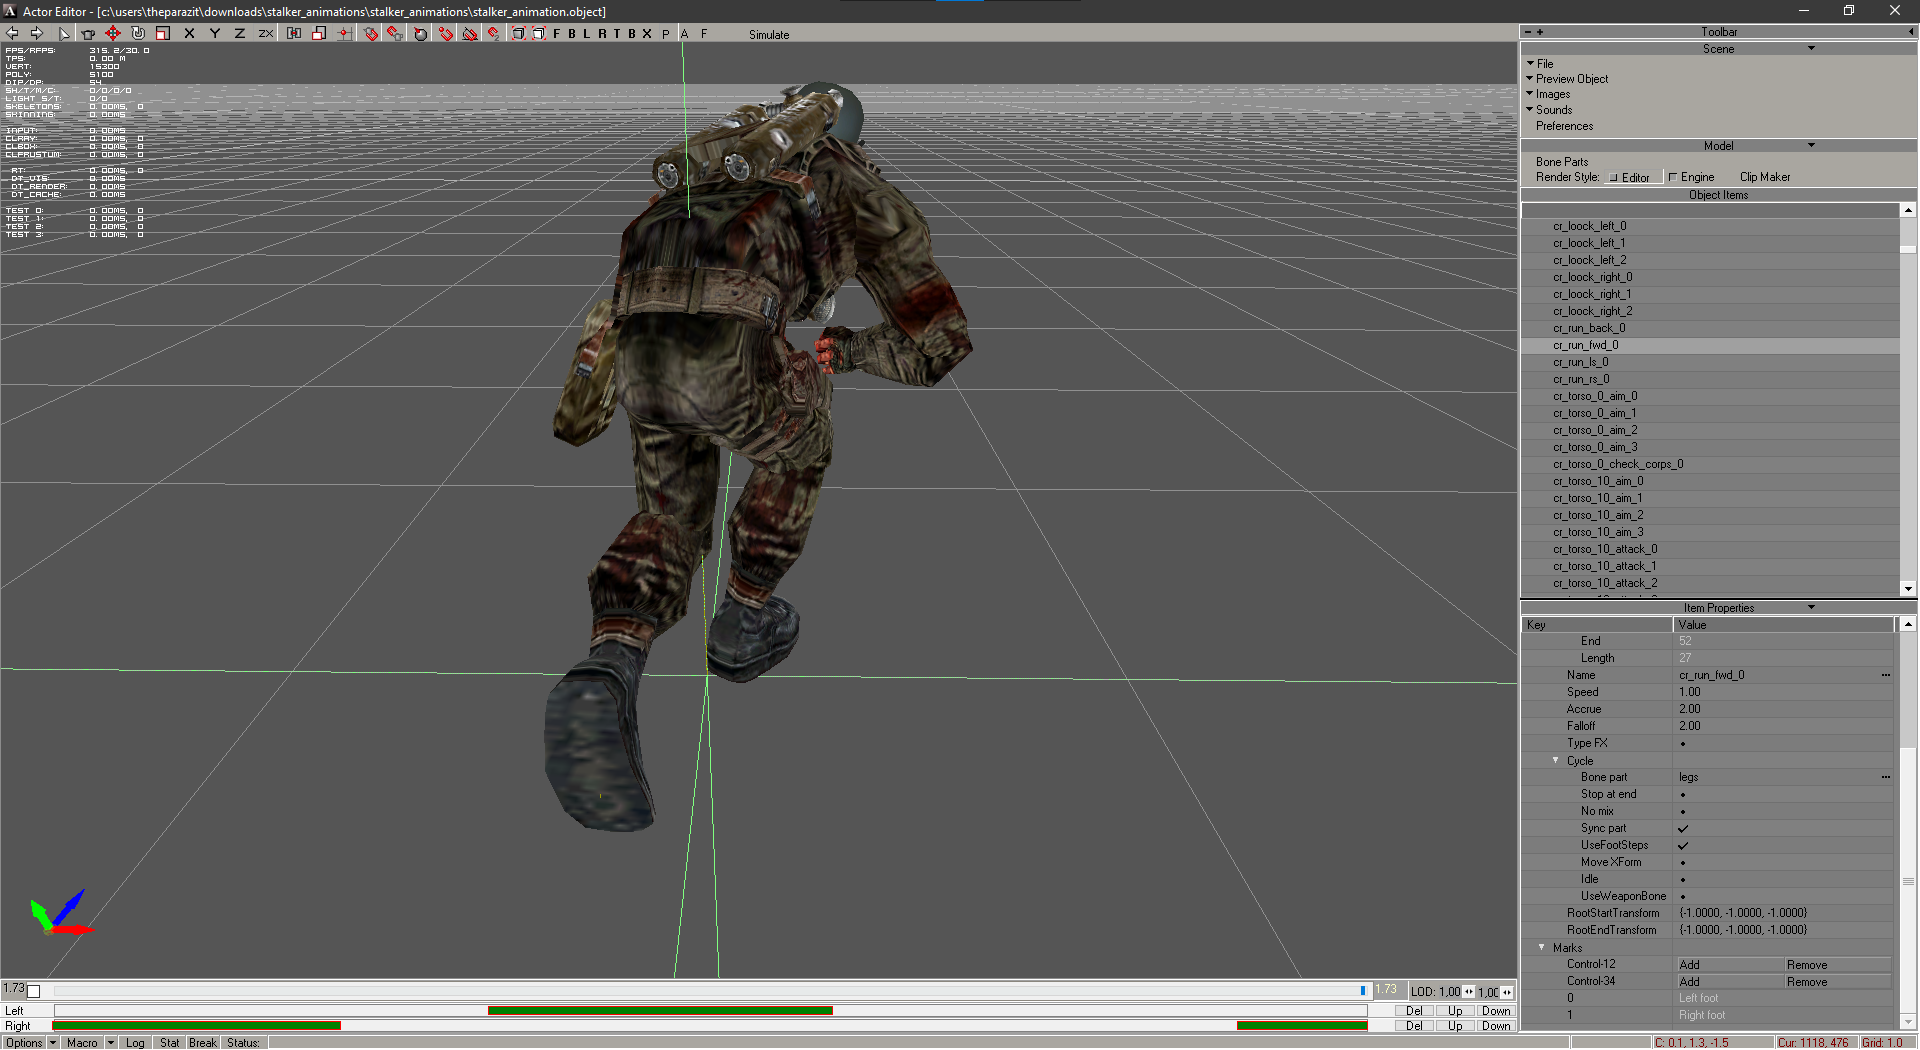 Actor Editor - [c:\users\theparazit\downloads\stalker_animations\stalker_animations\stalker_animation.object]
X Y Z ZX F B L R T B X P A F Simulate
Toolbar
Scene
File
Preview Object
Images
Sounds
Preferences
Model
Bone Parts
Render Style: Editor Engine Clip Maker
Object Items
cr_loock_left_0
cr_loock_left_1
cr_loock_left_2
cr_loock_right_0
cr_loock_right_1
cr_loock_right_2
cr_run_back_0
cr_run_fwd_0
cr_run_ls_0
cr_run_rs_0
cr_torso_0_aim_0
cr_torso_0_aim_1
cr_torso_0_aim_2
cr_torso_0_aim_3
cr_torso_0_check_corps_0
cr_torso_10_aim_0
cr_torso_10_aim_1
cr_torso_10_aim_2
cr_torso_10_aim_3
cr_torso_10_attack_0
cr_torso_10_attack_1
cr_torso_10_attack_2
Item Properties
Key Value
End 52
Length 27
Name cr_run_fwd_0 ...
Speed 1.00
Accrue 2.00
Falloff 2.00
Type FX
Cycle
Bone part legs ...
Stop at end
No mix
Sync part
UseFootSteps
Move XForm
Idle
UseWeaponBone
RootStartTransform {-1.0000, -1.0000, -1.0000}
RootEndTransform {-1.0000, -1.0000, -1.0000}
Marks
Control-12 Add Remove
Control-34 Add Remove
0 Left foot
1 Right foot
FPS/RFPS: 315.2/30.0
TPS: 0.00 M
VERT: 15300
POLY: 5100
DIP/DP: 54
SH/T/M/C: 0/0/0/0
LIGHT S/T: 0/0
SKELETONS: 0.00MS, 0
SKINNING: 0.00MS
INPUT: 0.00MS
CLRAY: 0.00MS, 0
CLBOX: 0.00MS, 0
CLFRUSTUM: 0.00MS, 0
RT: 0.00MS, 0
DT_VIS: 0.00MS
DT_RENDER: 0.00MS
DT_CACHE: 0.00MS
TEST 0: 0.00MS, 0
TEST 1: 0.00MS, 0
TEST 2: 0.00MS, 0
TEST 3: 0.00MS, 0
1.73 1.73 LOD: 1,00 1,00
Left Del Up Down
Right Del Up Down
Options Macro Log Stat Break Status: C: 0.1, 1.3, -1.5 Cur: 1118, 476 Grid: 1.0